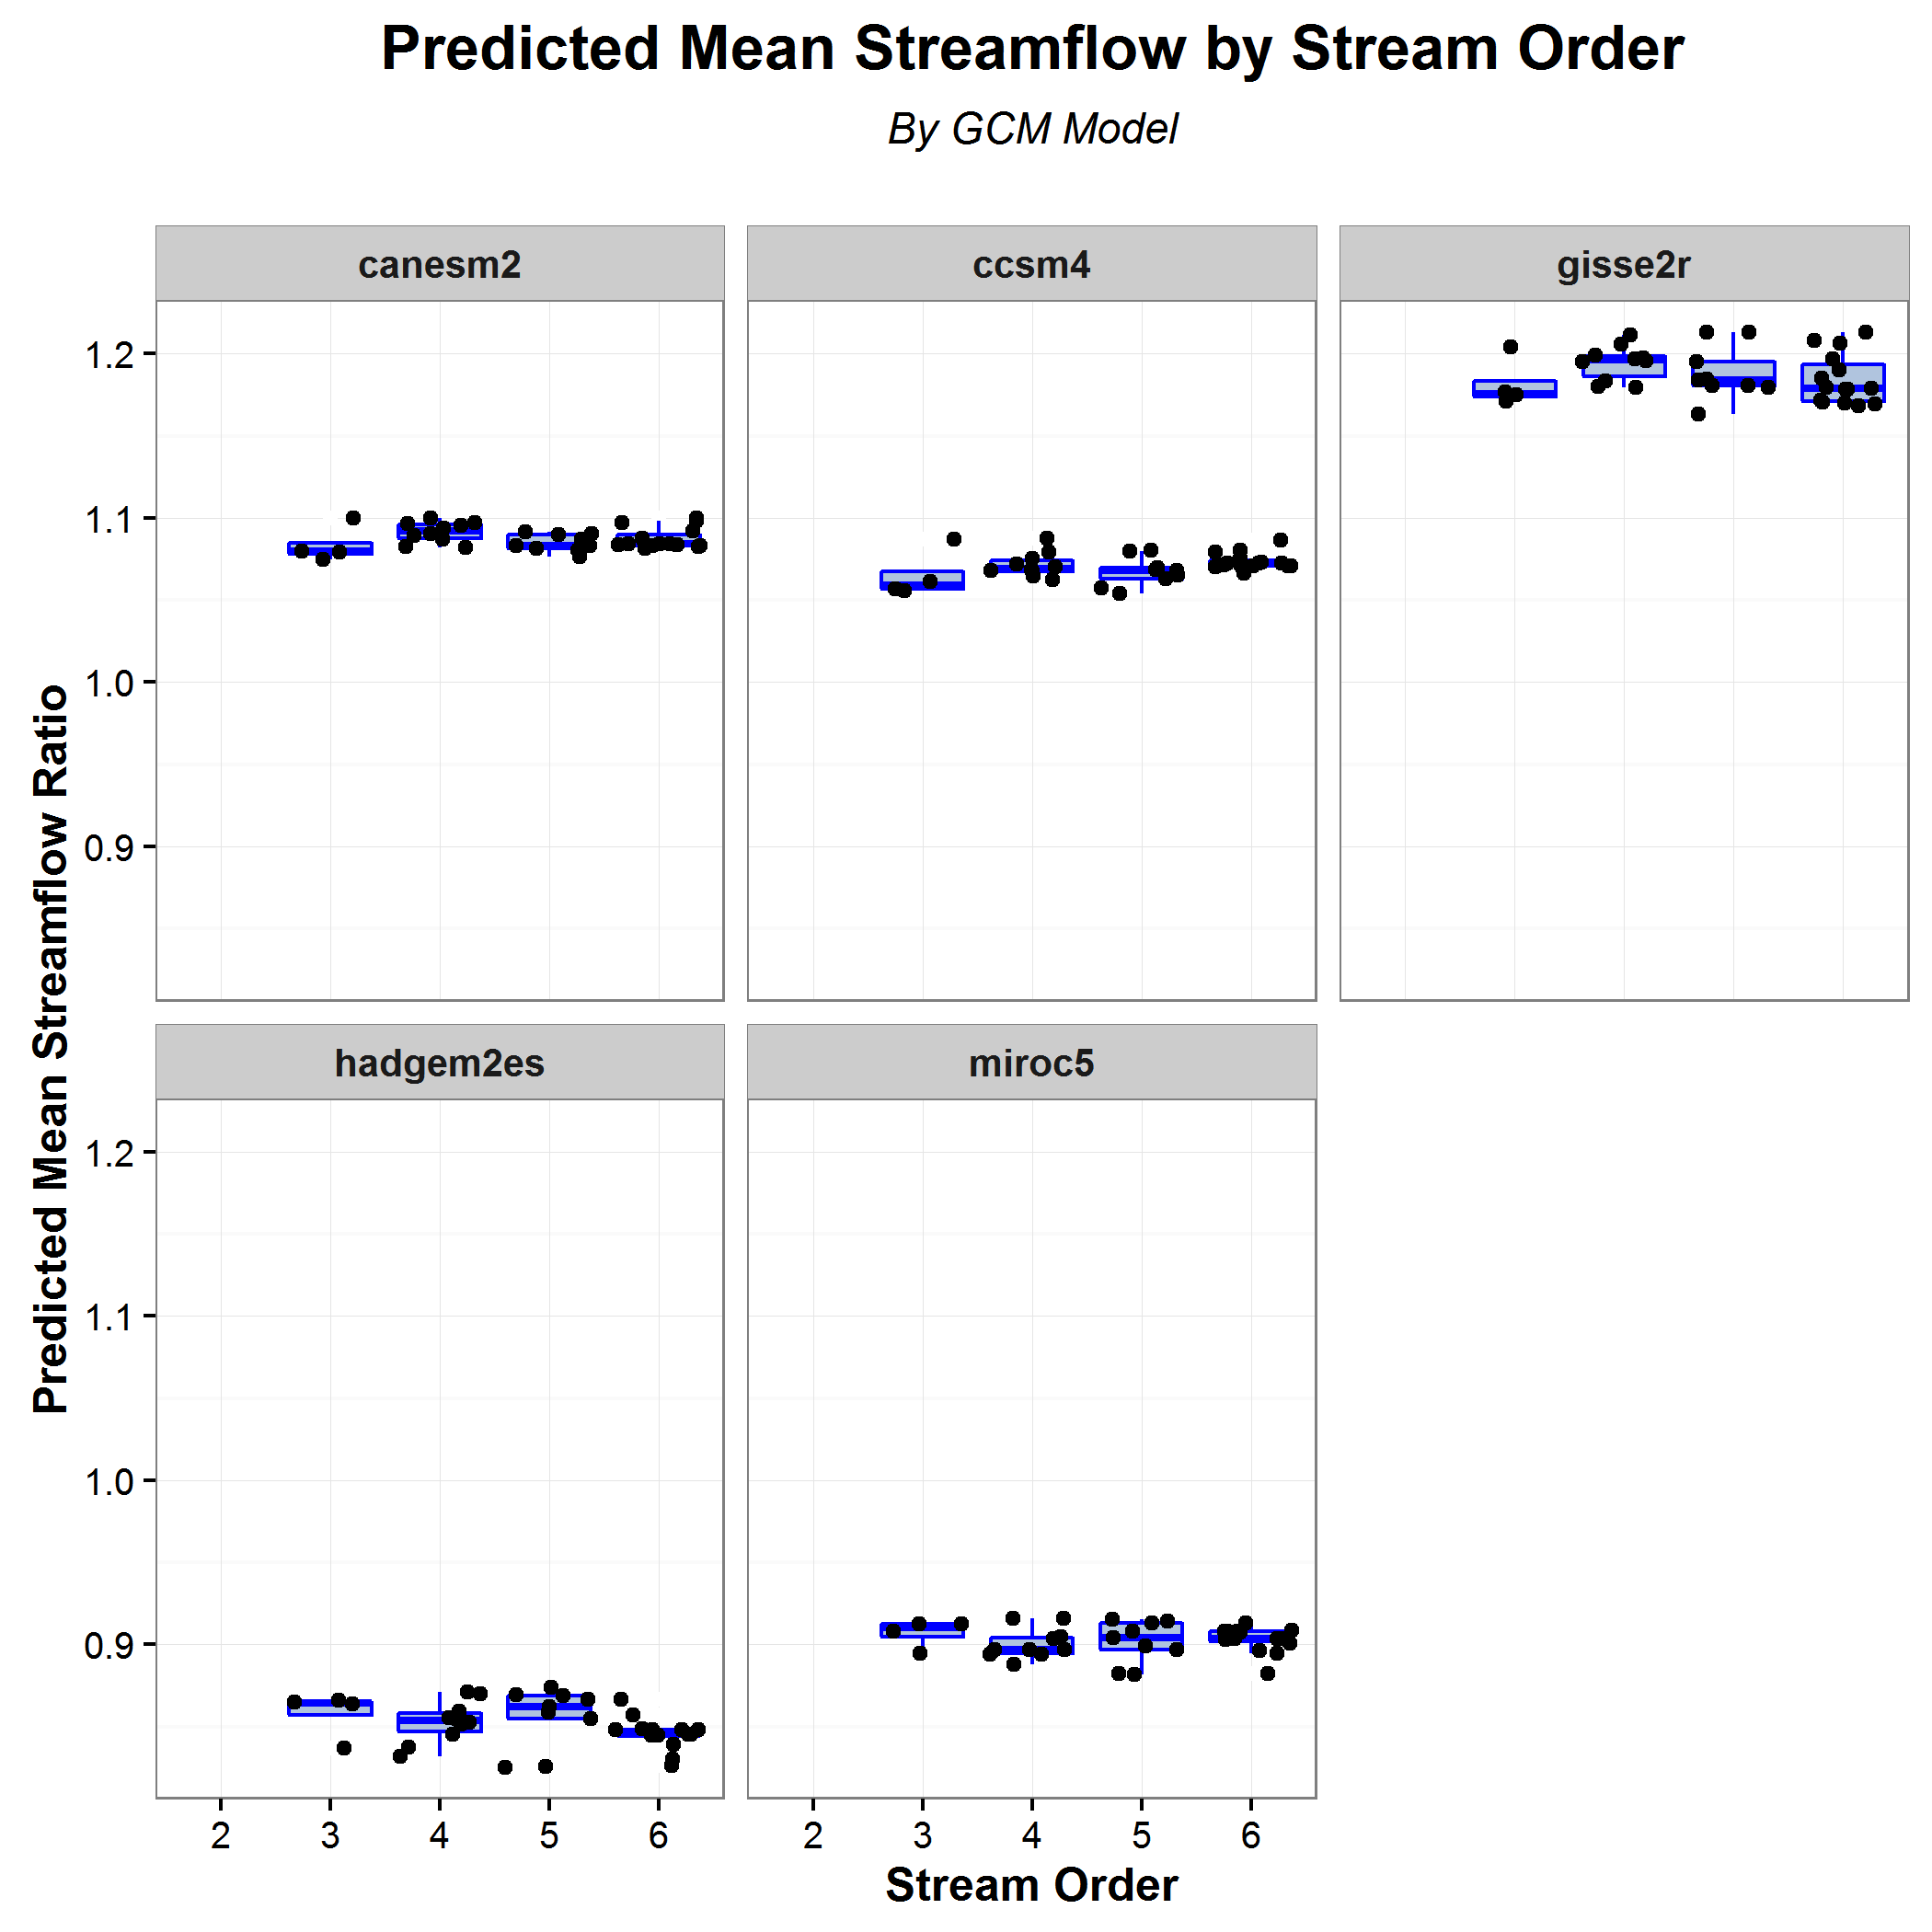 Predicted Mean Streamflow by Stream Order
By GCM Model
canesm2
ccsm4
gisse2r
1.2
1.1
1.0
0.9
Predicted Mean Streamflow Ratio
hadgem2es
miroc5
1.2
1.1
1.0
0.9
2 3 4 5 6
2 3 4 5 6
Stream Order